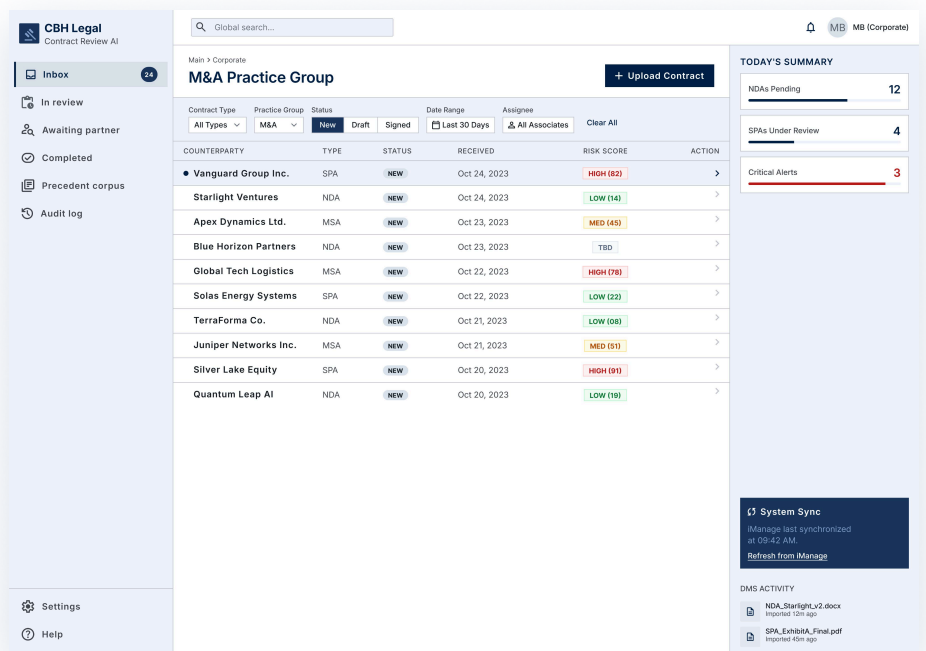 CBH Legal
Contract Review AI
Inbox 24
In review
Awaiting partner
Completed
Precedent corpus
Audit log
Settings
Help
Global search...
MB MB (Corporate)
Main > Corporate
M&A Practice Group
+ Upload Contract
Contract Type Practice Group Status Date Range Assignee
All Types M&A New Draft Signed Last 30 Days All Associates Clear All
COUNTERPARTY TYPE STATUS RECEIVED RISK SCORE ACTION
Vanguard Group Inc. SPA NEW Oct 24, 2023 HIGH (82)
Starlight Ventures NDA NEW Oct 24, 2023 LOW (14)
Apex Dynamics Ltd. MSA NEW Oct 23, 2023 MED (45)
Blue Horizon Partners NDA NEW Oct 23, 2023 TBD
Global Tech Logistics MSA NEW Oct 22, 2023 HIGH (78)
Solas Energy Systems SPA NEW Oct 22, 2023 LOW (22)
TerraForma Co. NDA NEW Oct 21, 2023 LOW (08)
Juniper Networks Inc. MSA NEW Oct 21, 2023 MED (51)
Silver Lake Equity SPA NEW Oct 20, 2023 HIGH (91)
Quantum Leap AI NDA NEW Oct 20, 2023 LOW (19)
TODAY'S SUMMARY
NDAs Pending 12
SPAs Under Review 4
Critical Alerts 3
System Sync
iManage last synchronized
at 09:42 AM.
Refresh from iManage
DMS ACTIVITY
NDA_Starlight_v2.docx
Imported 12m ago
SPA_ExhibitA_Final.pdf
Imported 45m ago